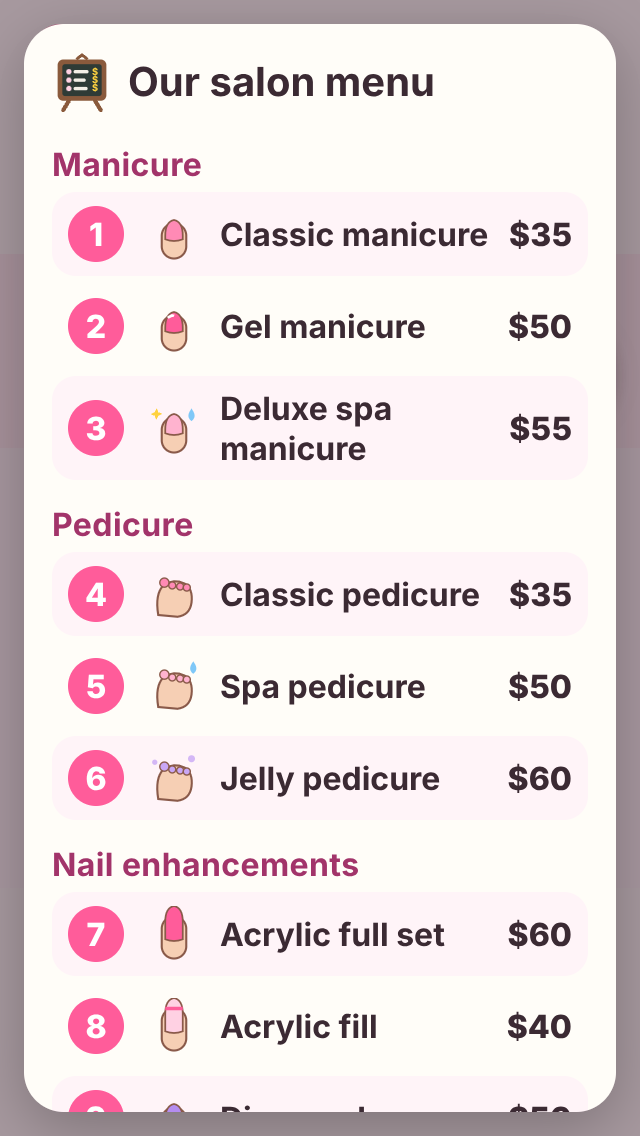 Our salon menu
Manicure
1 Classic manicure $35
2 Gel manicure $50
3 Deluxe spa manicure $55
Pedicure
4 Classic pedicure $35
5 Spa pedicure $50
6 Jelly pedicure $60
Nail enhancements
7 Acrylic full set $60
8 Acrylic fill $40